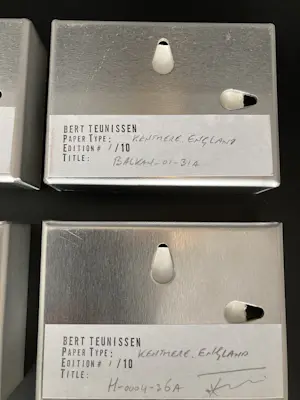 BERT TEUNISSEN
PAPER TYPE: KENTMERE. ENGLAND
EDITION # 1/10
TITLE: BALKAN-01-31A
BERT TEUNISSEN
PAPER TYPE: KENTMERE. ENGLAND
EDITION # 1/10
TITLE:
H-0004-26A